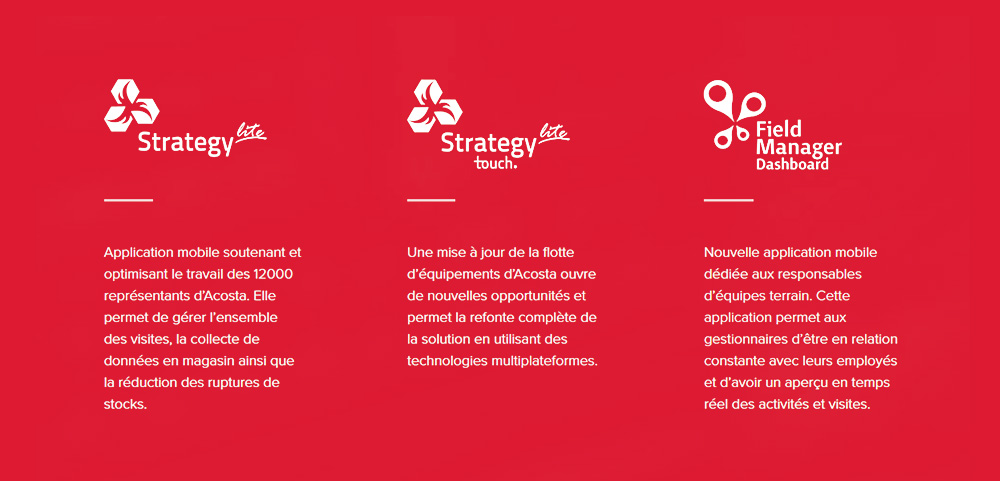 Strategy lite
Application mobile soutenant et
optimisant le travail des 12000
représentants d'Acosta. Elle
permet de gérer l'ensemble
des visites, la collecte de
données en magasin ainsi que
la réduction des ruptures de
stocks.
Strategy lite
touch.
Une mise à jour de la flotte
d'équipements d'Acosta ouvre
de nouvelles opportunités et
permet la refonte complète de
la solution en utilisant des
technologies multiplateformes.
Field
Manager
Dashboard
Nouvelle application mobile
dédiée aux responsables
d'équipes terrain. Cette
application permet aux
gestionnaires d'être en relation
constante avec leurs employés
et d'avoir un aperçu en temps
réel des activités et visites.